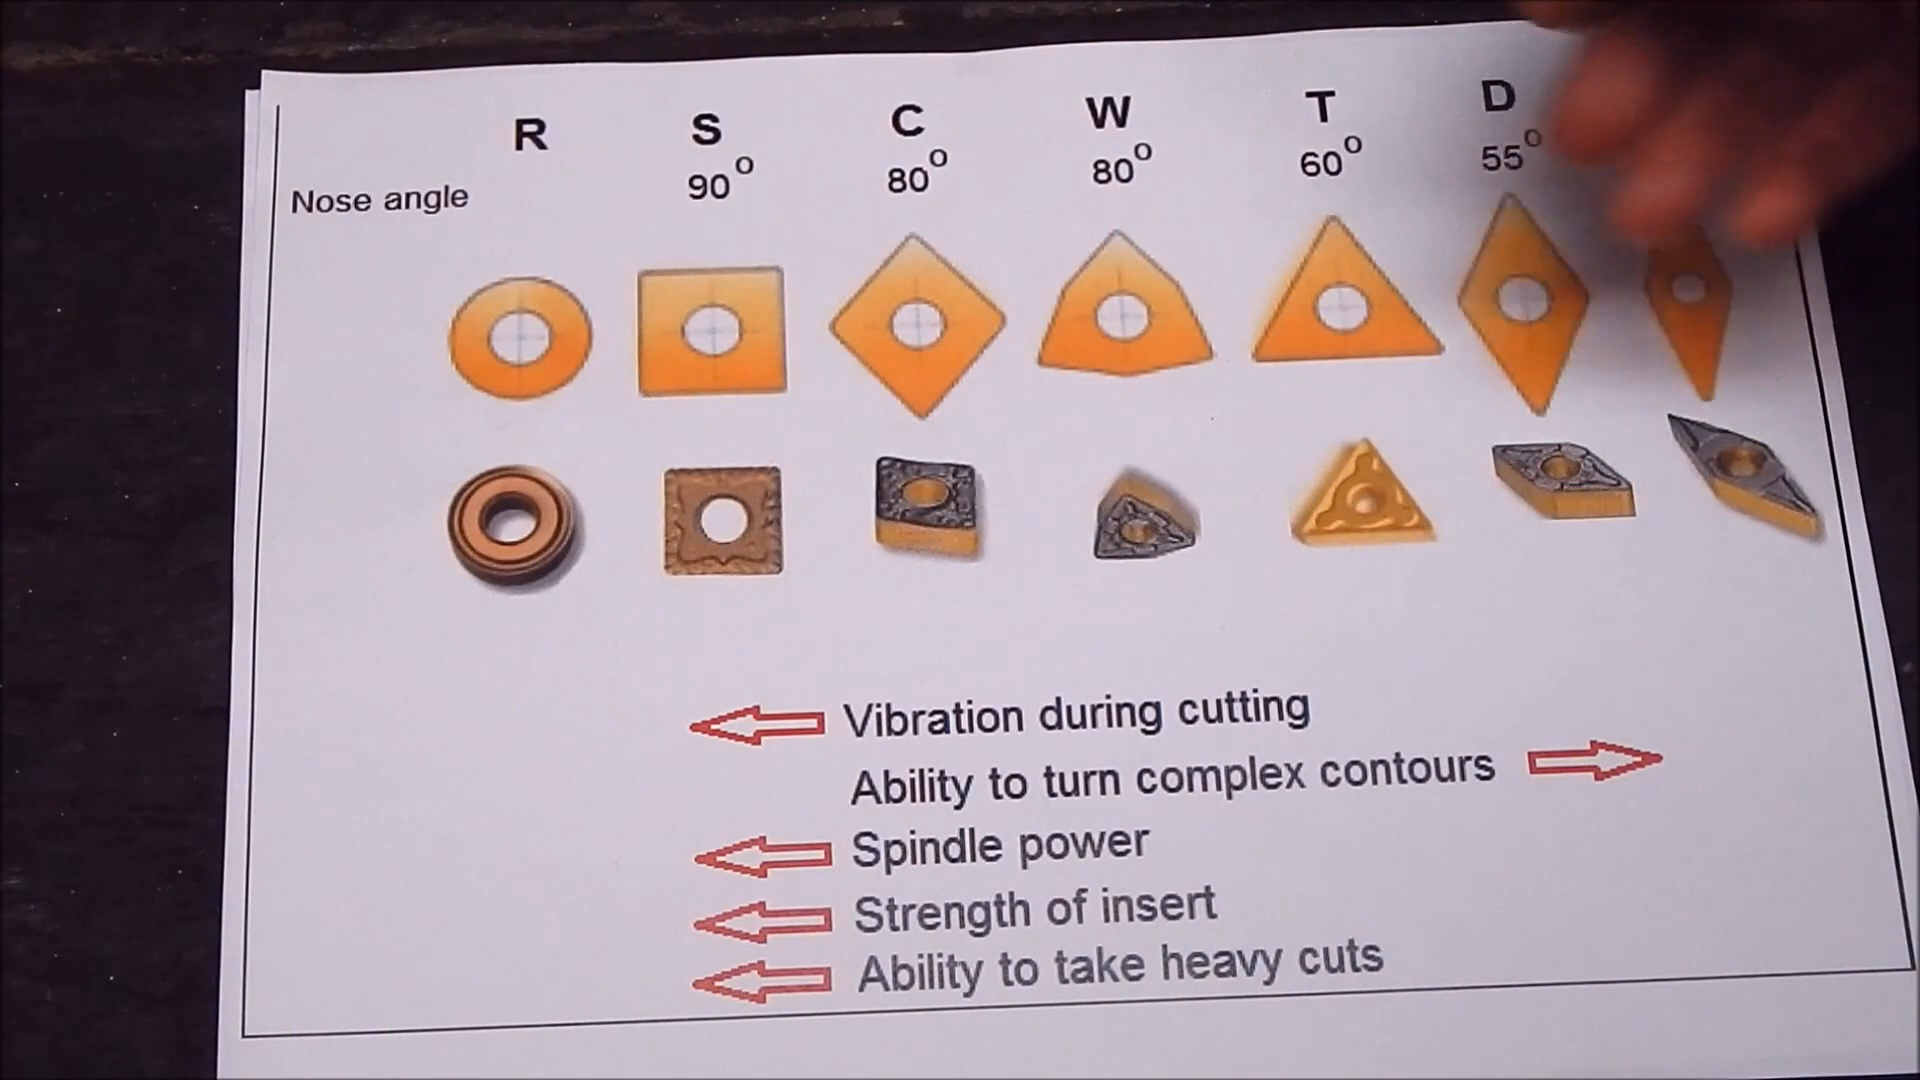 R S C W T D
Nose angle 90° 80° 80° 60° 55°
Vibration during cutting
Ability to turn complex contours
Spindle power
Strength of insert
Ability to take heavy cuts